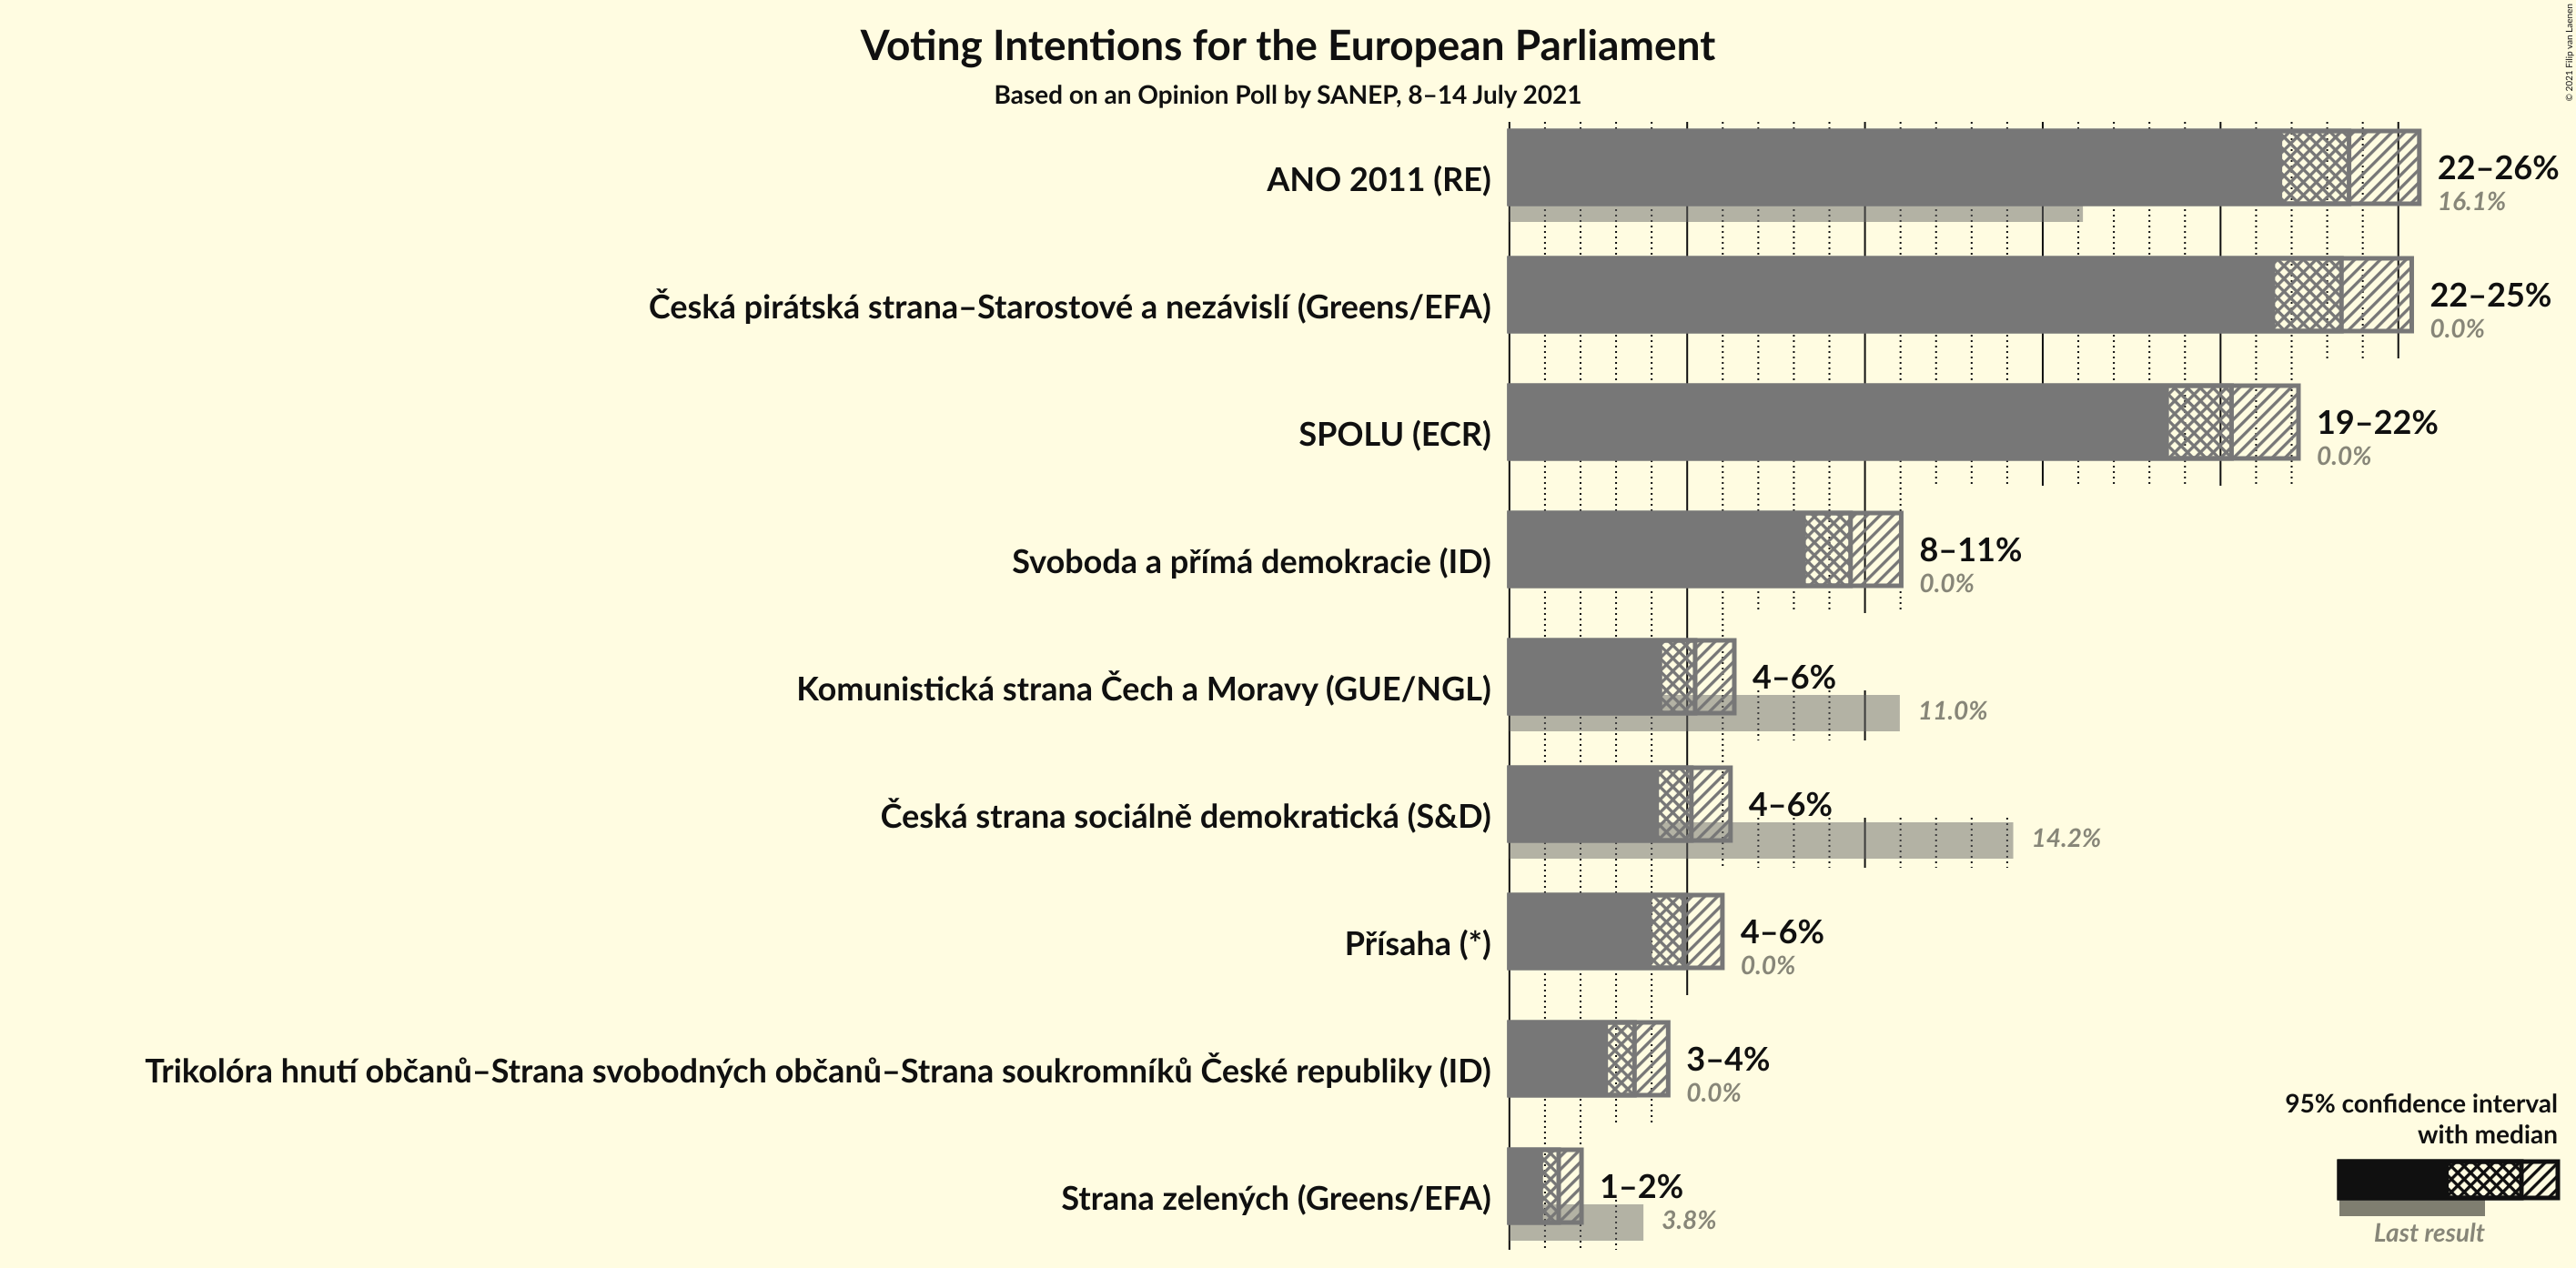 Voting Intentions for the European Parliament
Based on an Opinion Poll by SANEP, 8–14 July 2021
© 2021 Filip van Laenen
ANO 2011 (RE)
22–26%
16.1%
Česká pirátská strana–Starostové a nezávislí (Greens/EFA)
22–25%
0.0%
SPOLU (ECR)
19–22%
0.0%
Svoboda a přímá demokracie (ID)
8–11%
0.0%
Komunistická strana Čech a Moravy (GUE/NGL)
4–6%
11.0%
Česká strana sociálně demokratická (S&D)
4–6%
14.2%
Přísaha (*)
4–6%
0.0%
Trikolóra hnutí občanů–Strana svobodných občanů–Strana soukromníků České republiky (ID)
3–4%
0.0%
Strana zelených (Greens/EFA)
1–2%
3.8%
95% confidence interval
with median
Last result